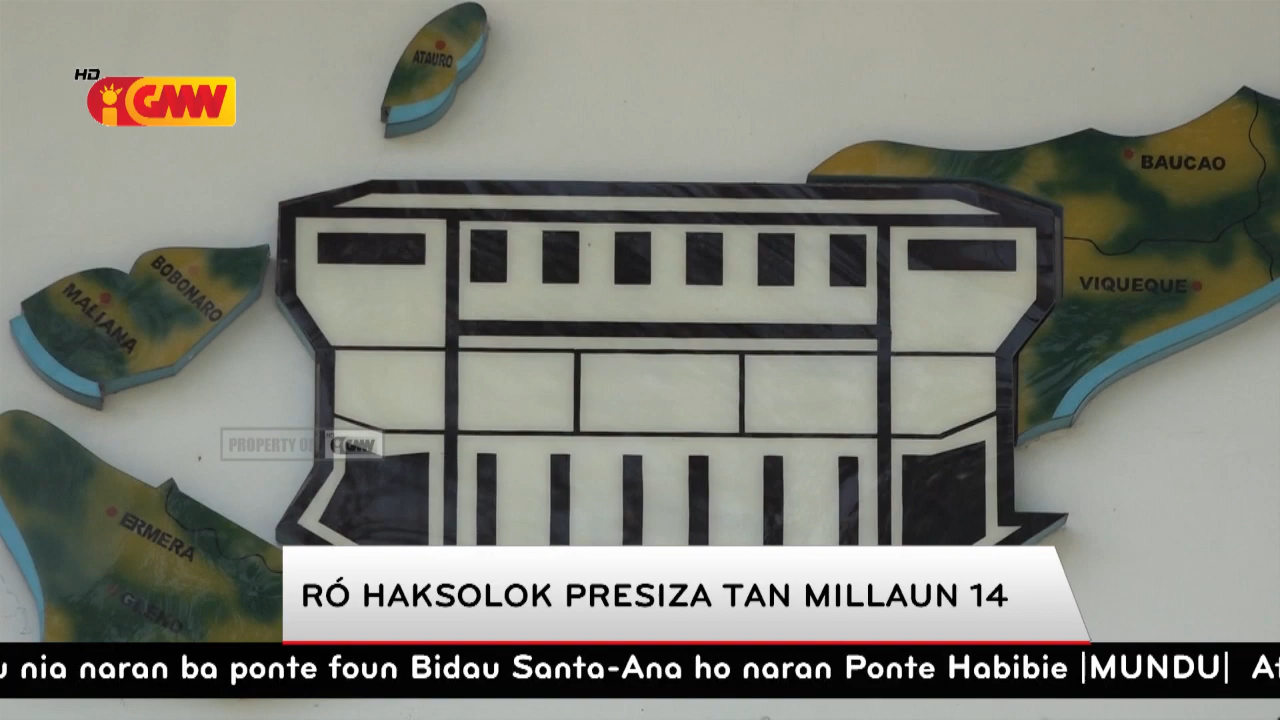 ATAURO
HD
GMN
BAUCAO
BOBONARO
MALIANA
VIQUEQUE
PROPERTY OF GMN
ERMERA
GLENO
RÓ HAKSOLOK PRESIZA TAN MILLAUN 14
nia naran ba ponte foun Bidau Santa-Ana ho naran Ponte Habibie |MUNDU|